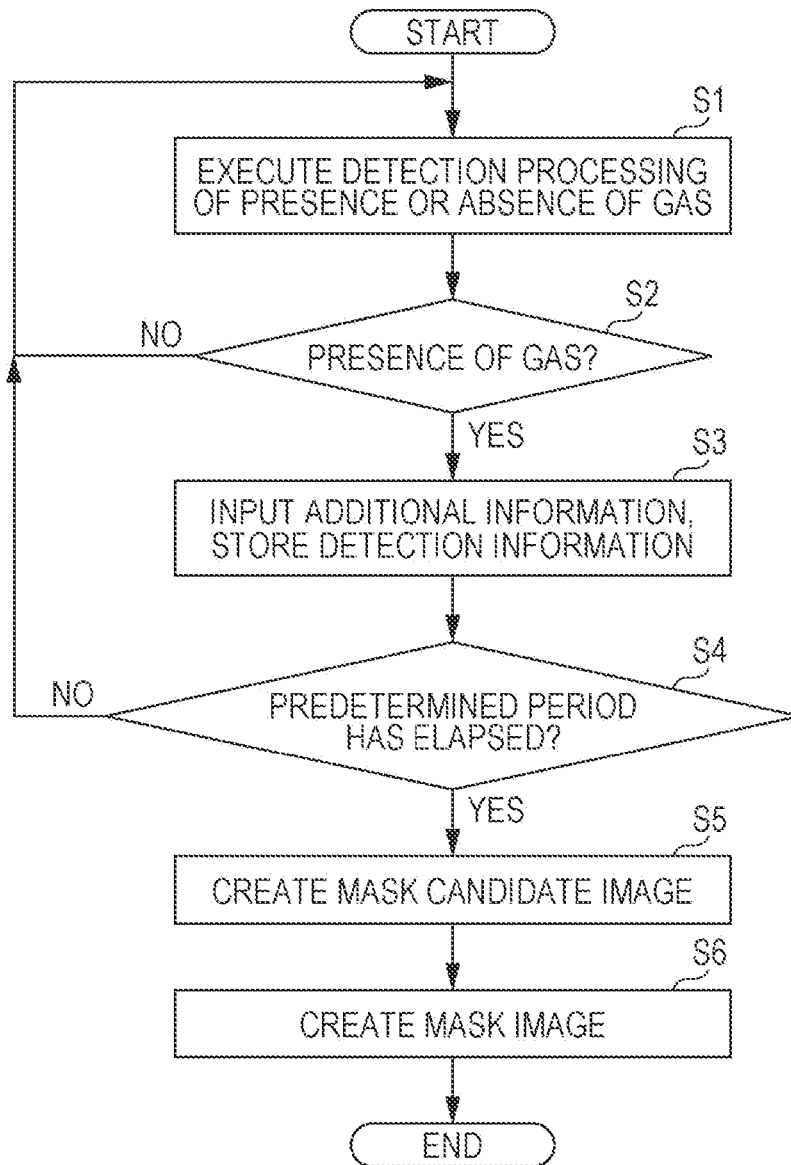 START
S1
EXECUTE DETECTION PROCESSING
OF PRESENCE OR ABSENCE OF GAS
S2
NO
PRESENCE OF GAS?
YES
S3
INPUT ADDITIONAL INFORMATION,
STORE DETECTION INFORMATION
S4
NO
PREDETERMINED PERIOD
HAS ELAPSED?
YES
S5
CREATE MASK CANDIDATE IMAGE
S6
CREATE MASK IMAGE
END